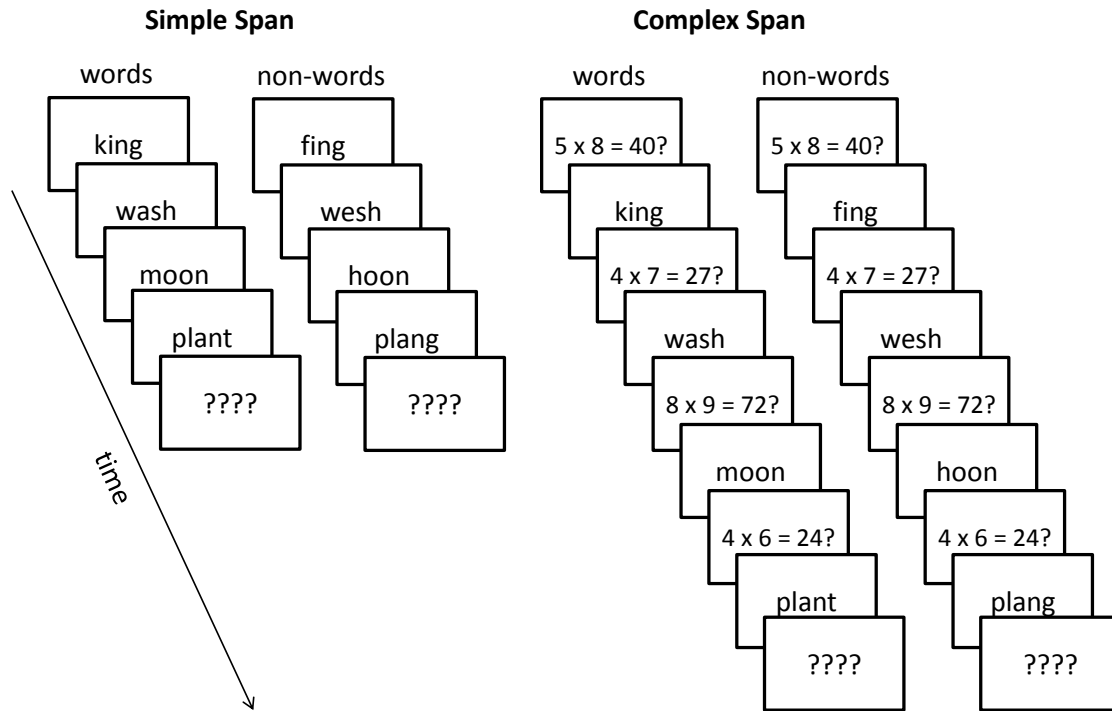 Simple Span
words
king
wash
moon
plant
????
non-words
fing
wesh
hoon
plang
????
time
Complex Span
words
5 x 8 = 40?
king
4 x 7 = 27?
wash
8 x 9 = 72?
moon
4 x 6 = 24?
plant
????
non-words
5 x 8 = 40?
fing
4 x 7 = 27?
wesh
8 x 9 = 72?
hoon
4 x 6 = 24?
plang
????